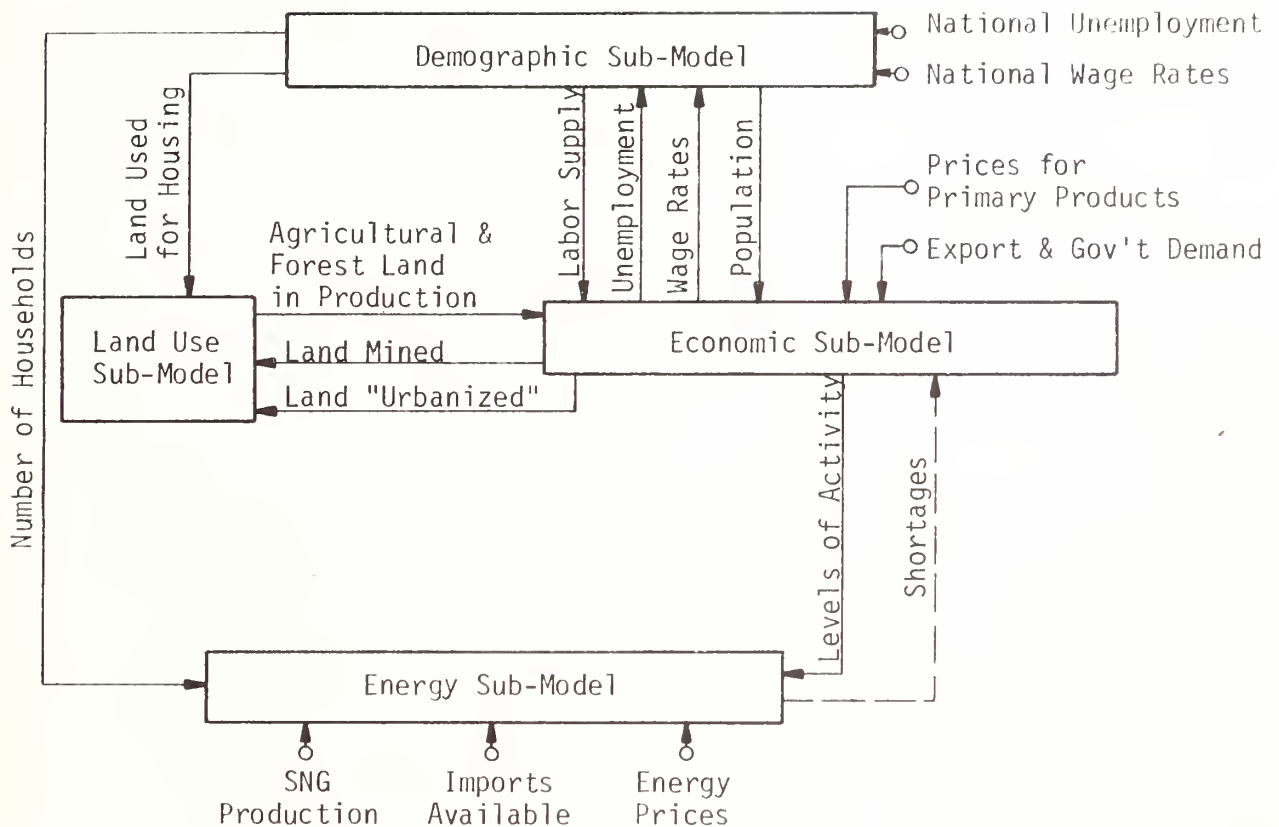 Demographic Sub-Model
National Unemployment
National Wage Rates
Number of Households
Land Used
for Housing
Labor Supply
Unemployment
Wage Rates
Population
Prices for
Primary Products
Export & Gov't Demand
Agricultural &
Forest Land
in Production
Land Use
Sub-Model
Land Mined
Land "Urbanized"
Economic Sub-Model
Levels of Activity
Shortages
Energy Sub-Model
SNG
Production
Imports
Available
Energy
Prices